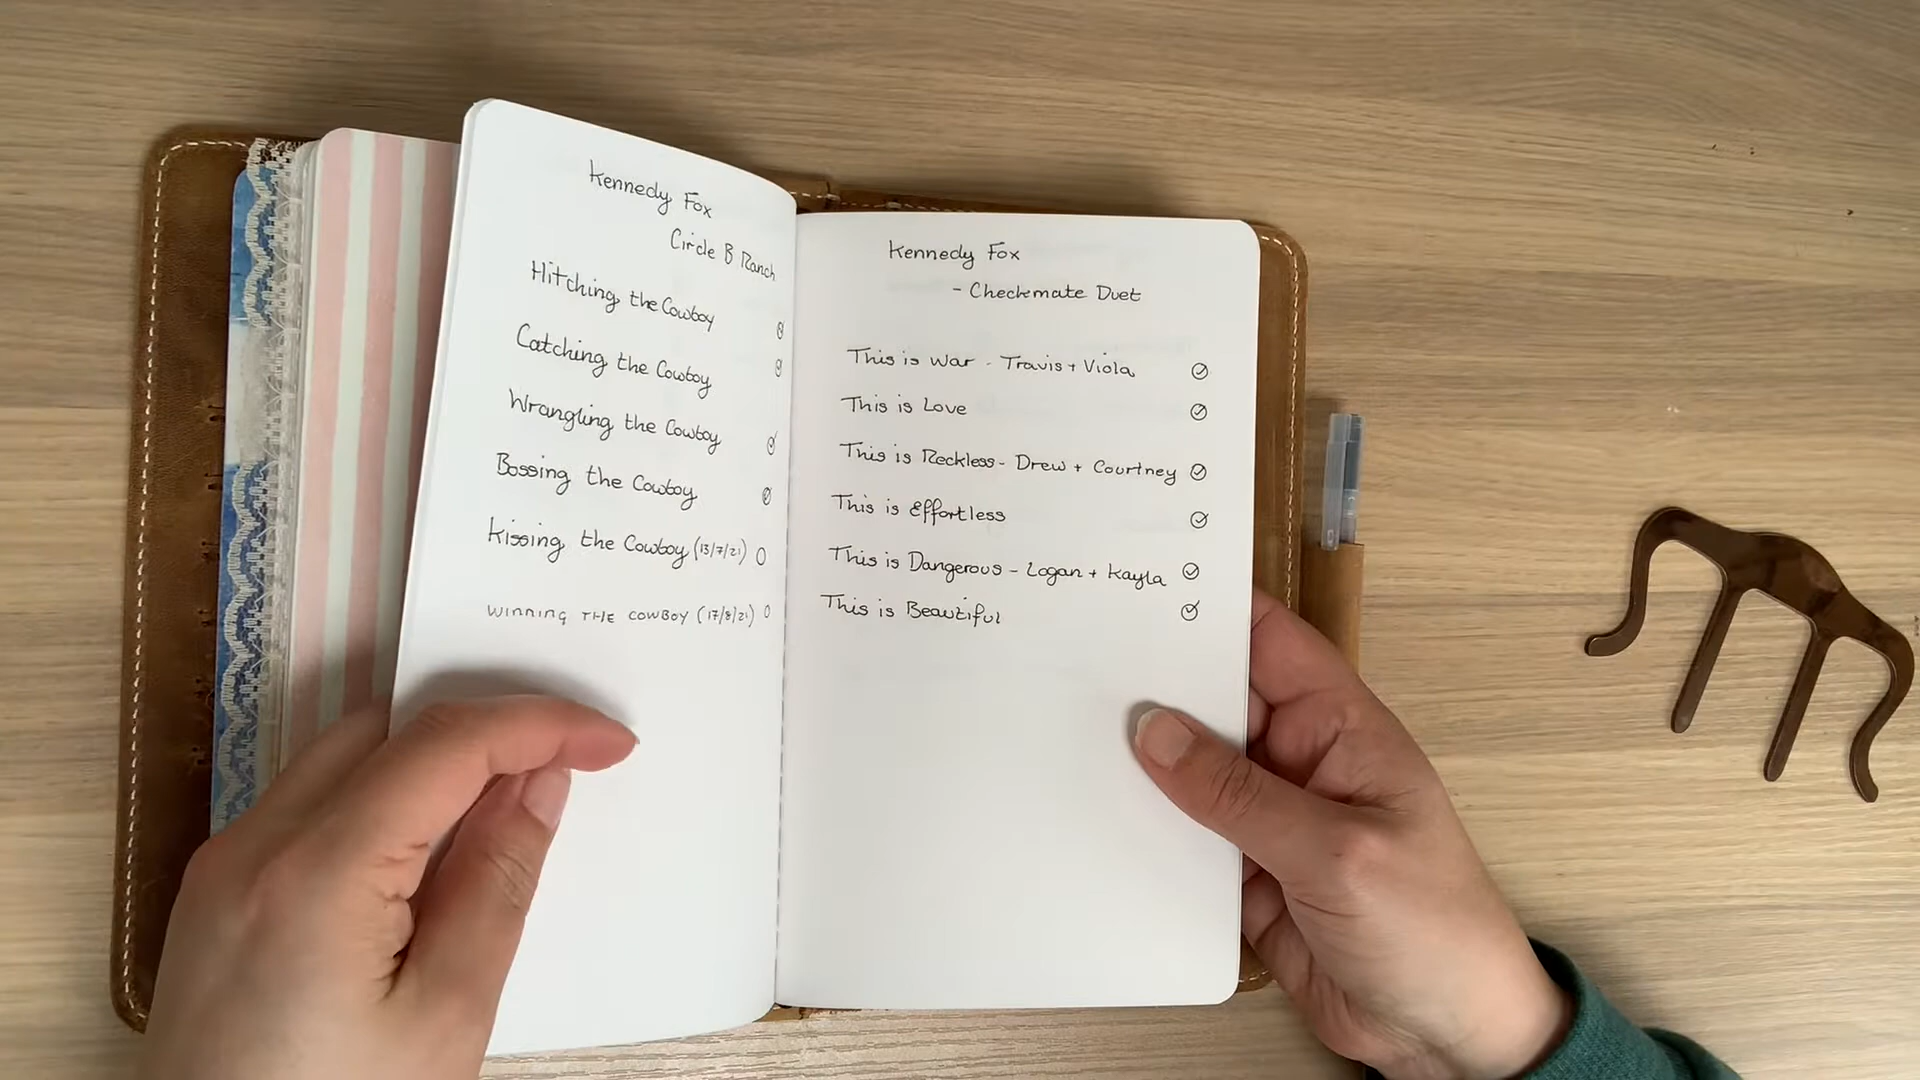 Kennedy Fox
Circle B Ranch
Hitching the Cowboy
Catching the Cowboy
Wrangling the Cowboy
Bossing the Cowboy
Kissing the Cowboy (13/7/21)
WINNING THE COWBOY (17/8/21)
Kennedy Fox
- Checkmate Duet
This is War - Travis + Viola
This is Love
This is Reckless - Drew + Courtney
This is Effortless
This is Dangerous - Logan + Kayla
This is Beautiful